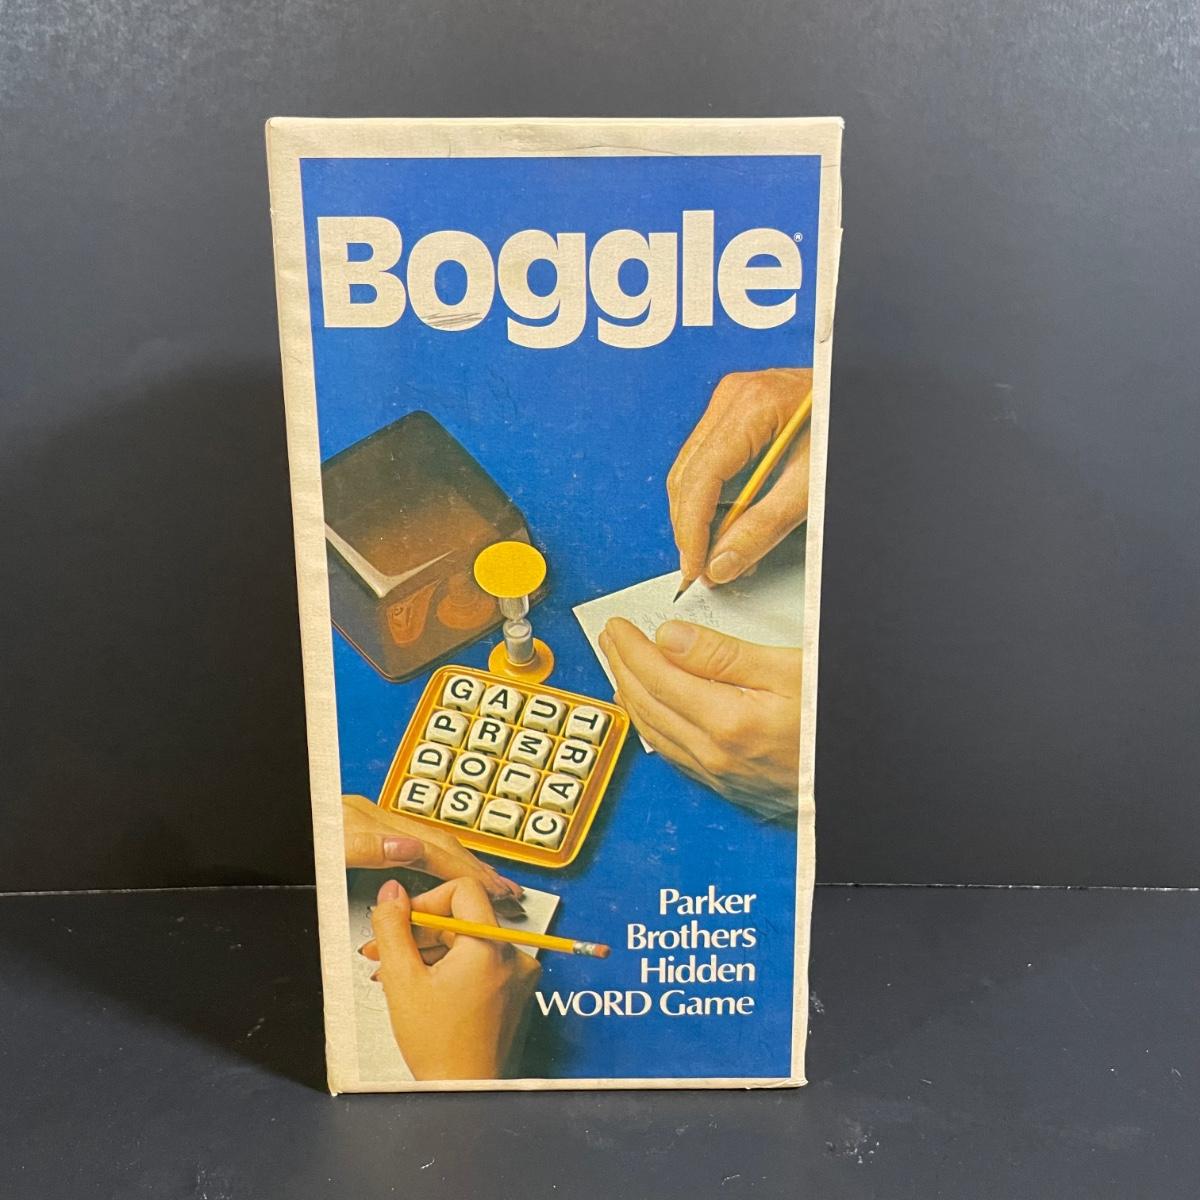 Boggle®
G A U T
P R M R
D O L A
E S I C
Parker
Brothers
Hidden
WORD Game